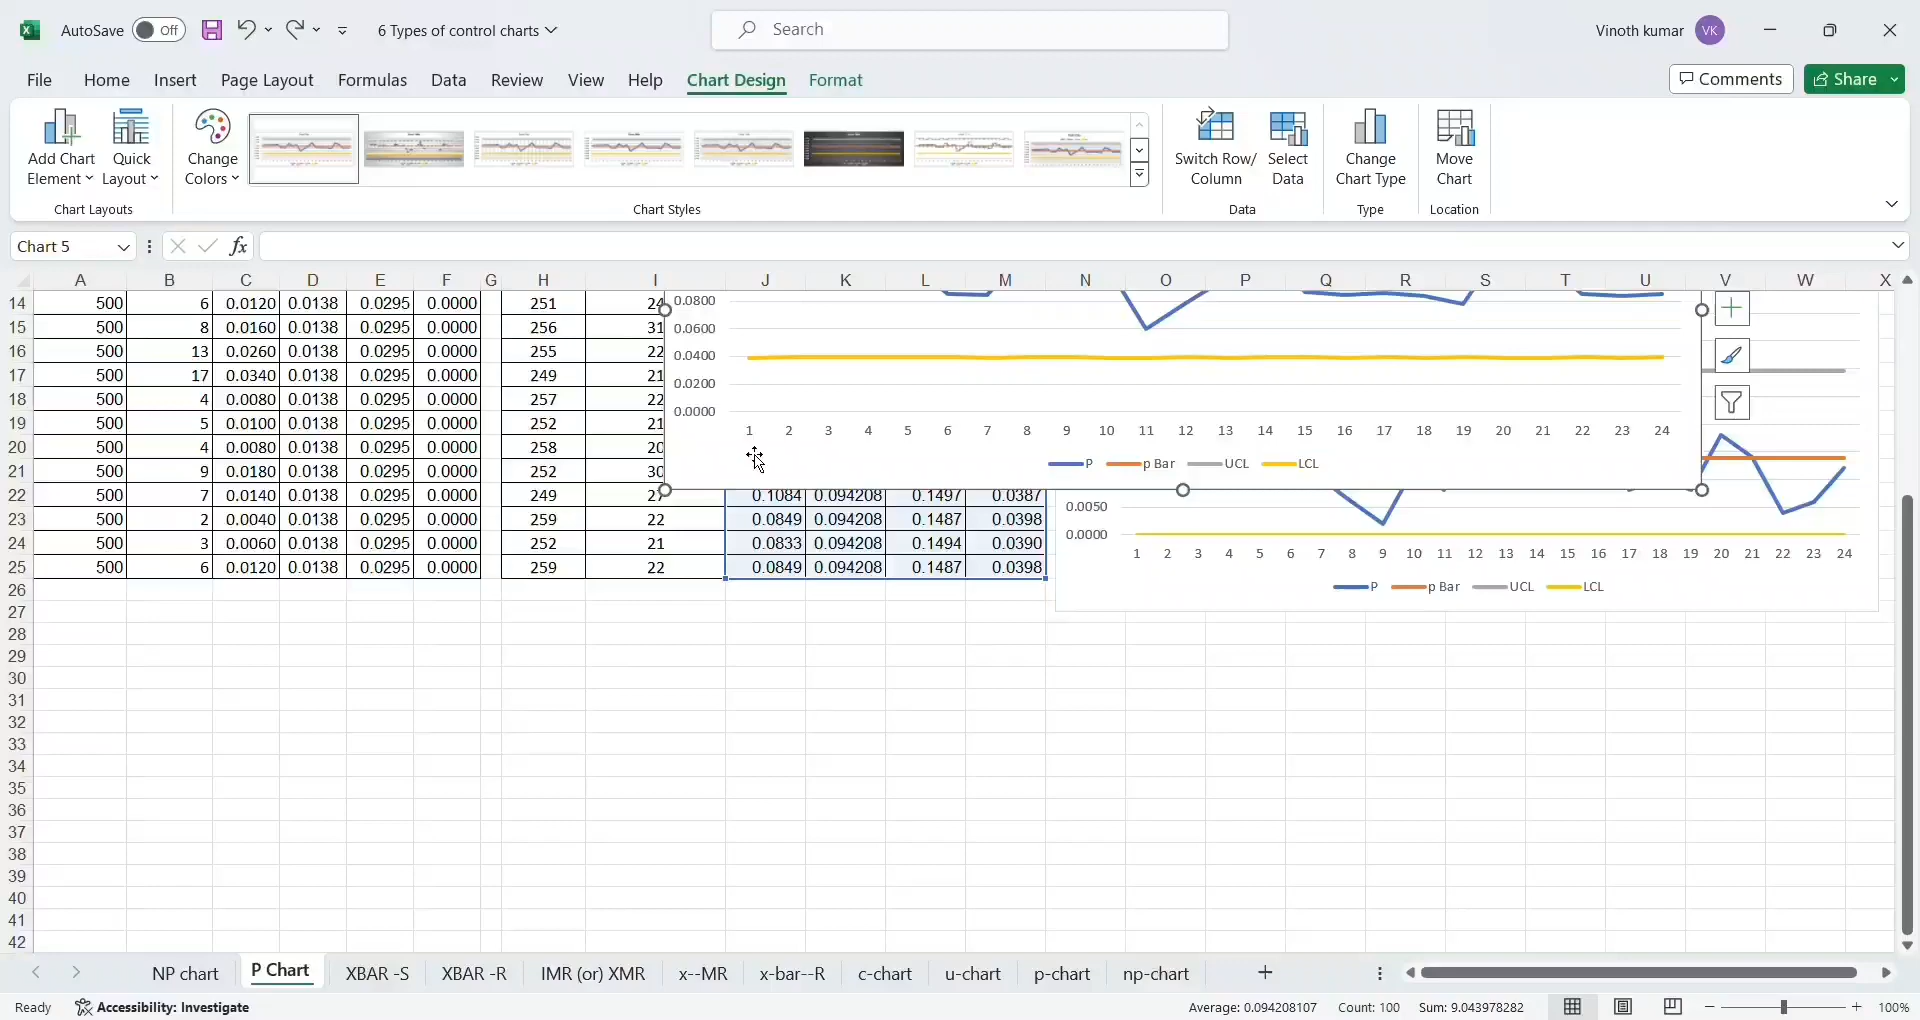 AutoSave Off 6 Types of control charts Search Vinoth kumar VK
File Home Insert Page Layout Formulas Data Review View Help Chart Design Format Comments Share
Add Chart Element Quick Layout Change Colors Switch Row/ Column Select Data Change Chart Type Move Chart
Chart Layouts Chart Styles Data Type Location
Chart 5 fx
A B C D E F G H I J K L M N O P Q R S T U V W X
14 500 6 0.0120 0.0138 0.0295 0.0000 251 24 0.0800
15 500 8 0.0160 0.0138 0.0295 0.0000 256 31 0.0600
16 500 13 0.0260 0.0138 0.0295 0.0000 255 22 0.0400
17 500 17 0.0340 0.0138 0.0295 0.0000 249 21 0.0200
18 500 4 0.0080 0.0138 0.0295 0.0000 257 22 0.0000
19 500 5 0.0100 0.0138 0.0295 0.0000 252 21 1 2 3 4 5 6 7 8 9 10 11 12 13 14 15 16 17 18 19 20 21 22 23 24
20 500 4 0.0080 0.0138 0.0295 0.0000 258 20
21 500 9 0.0180 0.0138 0.0295 0.0000 252 30 P p Bar UCL LCL
22 500 7 0.0140 0.0138 0.0295 0.0000 249 27 0.1084 0.094208 0.1497 0.0387 0.0050
23 500 2 0.0040 0.0138 0.0295 0.0000 259 22 0.0849 0.094208 0.1487 0.0398 0.0000
24 500 3 0.0060 0.0138 0.0295 0.0000 252 21 0.0833 0.094208 0.1494 0.0390 1 2 3 4 5 6 7 8 9 10 11 12 13 14 15 16 17 18 19 20 21 22 23 24
25 500 6 0.0120 0.0138 0.0295 0.0000 259 22 0.0849 0.094208 0.1487 0.0398
26 P p Bar UCL LCL
27
28
29
30
31
32
33
34
35
36
37
38
39
40
41
42
NP chart P Chart XBAR -S XBAR -R IMR (or) XMR x--MR x-bar--R c-chart u-chart p-chart np-chart
Ready Accessibility: Investigate Average: 0.094208107 Count: 100 Sum: 9.043978282 100%